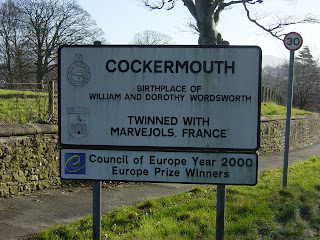 COCKERMOUTH
BIRTHPLACE OF
WILLIAM AND DOROTHY WORDSWORTH
TWINNED WITH
MARVEJOLS, FRANCE
Council of Europe Year 2000
Europe Prize Winners
30